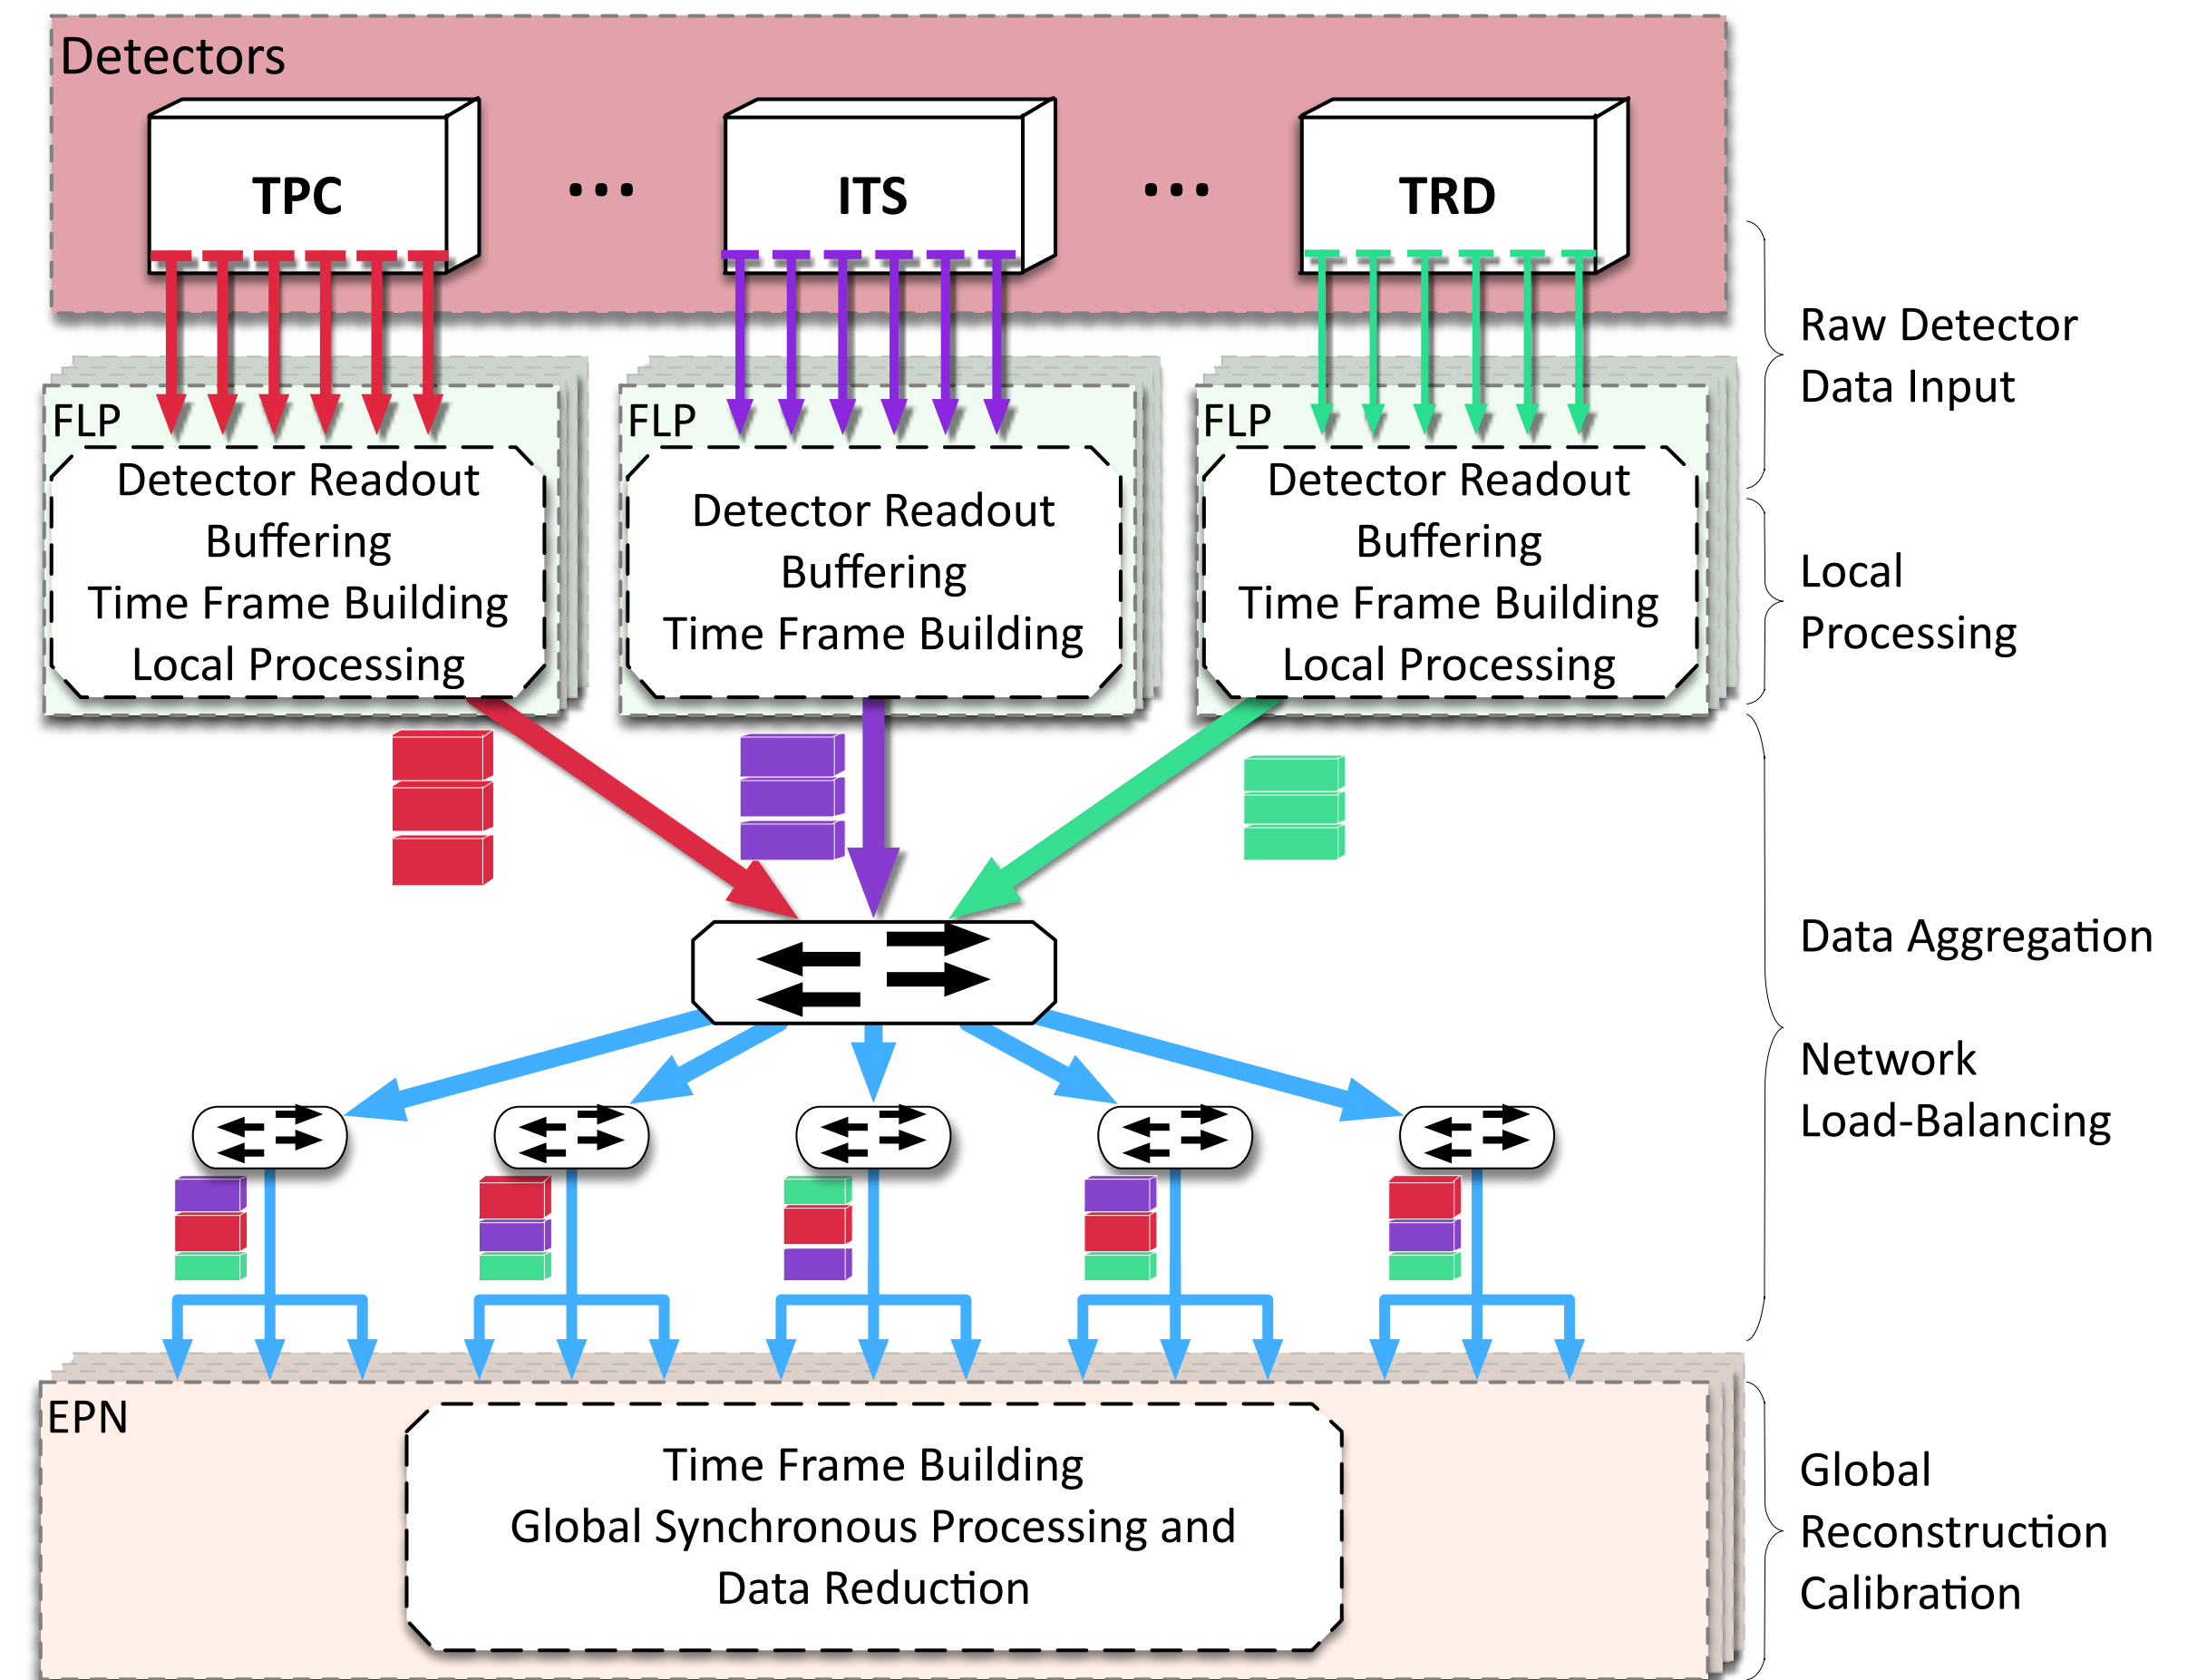 Detectors
TPC
...
ITS
...
TRD
Raw Detector
Data Input
FLP
Detector Readout
Buffering
Time Frame Building
Local Processing
FLP
Detector Readout
Buffering
Time Frame Building
FLP
Detector Readout
Buffering
Time Frame Building
Local Processing
Local
Processing
Data Aggregation
Network
Load-Balancing
EPN
Time Frame Building
Global Synchronous Processing and
Data Reduction
Global
Reconstruction
Calibration